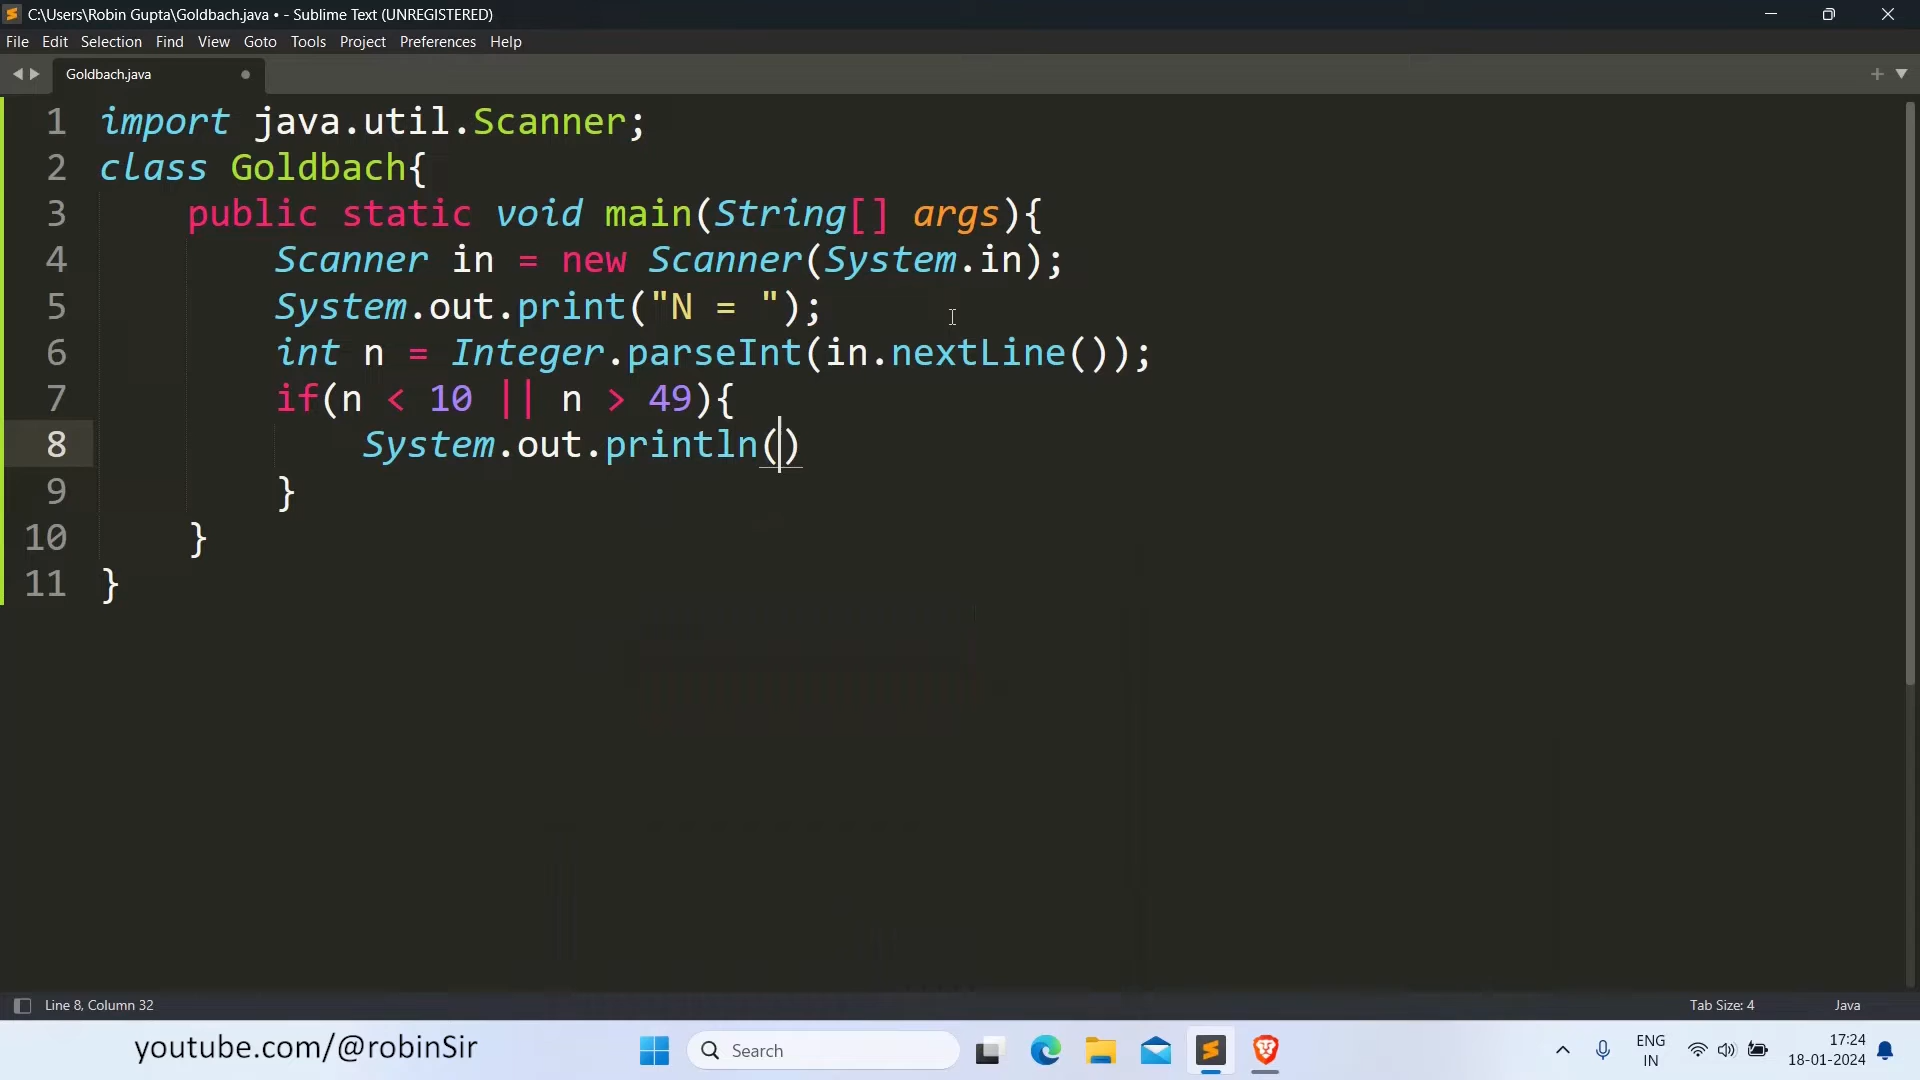 C:\Users\Robin Gupta\Goldbach.java • - Sublime Text (UNREGISTERED)
File Edit Selection Find View Goto Tools Project Preferences Help
Goldbach.java
1 import java.util.Scanner;
2 class Goldbach{
3 public static void main(String[] args){
4 Scanner in = new Scanner(System.in);
5 System.out.print("N = ");
6 int n = Integer.parseInt(in.nextLine());
7 if(n < 10 || n > 49){
8 System.out.println()
9 }
10 }
11 }
Line 8, Column 32
Tab Size: 4
Java
youtube.com/@robinSir
Search
ENG
IN
17:24
18-01-2024